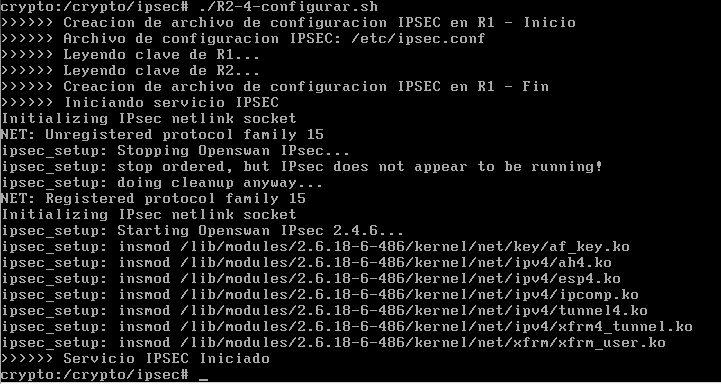 crypto:/crypto/ipsec# ./R2-4-configurar.sh
>>>>>> Creacion de archivo de configuracion IPSEC en R1 - Inicio
>>>>>> Archivo de configuracion IPSEC: /etc/ipsec.conf
>>>>>> Leyendo clave de R1...
>>>>>> Leyendo clave de R2...
>>>>>> Creacion de archivo de configuracion IPSEC en R1 - Fin
>>>>>> Iniciando servicio IPSEC
Initializing IPsec netlink socket
NET: Unregistered protocol family 15
ipsec_setup: Stopping Openswan IPsec...
ipsec_setup: stop ordered, but IPsec does not appear to be running!
ipsec_setup: doing cleanup anyway...
NET: Registered protocol family 15
Initializing IPsec netlink socket
ipsec_setup: Starting Openswan IPsec 2.4.6...
ipsec_setup: insmod /lib/modules/2.6.18-6-486/kernel/net/key/af_key.ko
ipsec_setup: insmod /lib/modules/2.6.18-6-486/kernel/net/ipv4/ah4.ko
ipsec_setup: insmod /lib/modules/2.6.18-6-486/kernel/net/ipv4/esp4.ko
ipsec_setup: insmod /lib/modules/2.6.18-6-486/kernel/net/ipv4/ipcomp.ko
ipsec_setup: insmod /lib/modules/2.6.18-6-486/kernel/net/ipv4/tunnel4.ko
ipsec_setup: insmod /lib/modules/2.6.18-6-486/kernel/net/ipv4/xfrm4_tunnel.ko
ipsec_setup: insmod /lib/modules/2.6.18-6-486/kernel/net/xfrm/xfrm_user.ko
>>>>>> Servicio IPSEC Iniciado
crypto:/crypto/ipsec# _